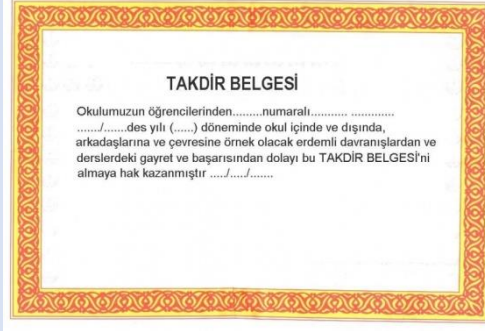 TAKDİR BELGESİ
Okulumuzun öğrencilerinden.........numaralı........... .............
......./.......des yılı (......) döneminde okul içinde ve dışında,
arkadaşlarına ve çevresine örnek olacak erdemli davranışlardan ve
derslerdeki gayret ve başarısından dolayı bu TAKDİR BELGESİ'ni
almaya hak kazanmıştır ...../...../.......